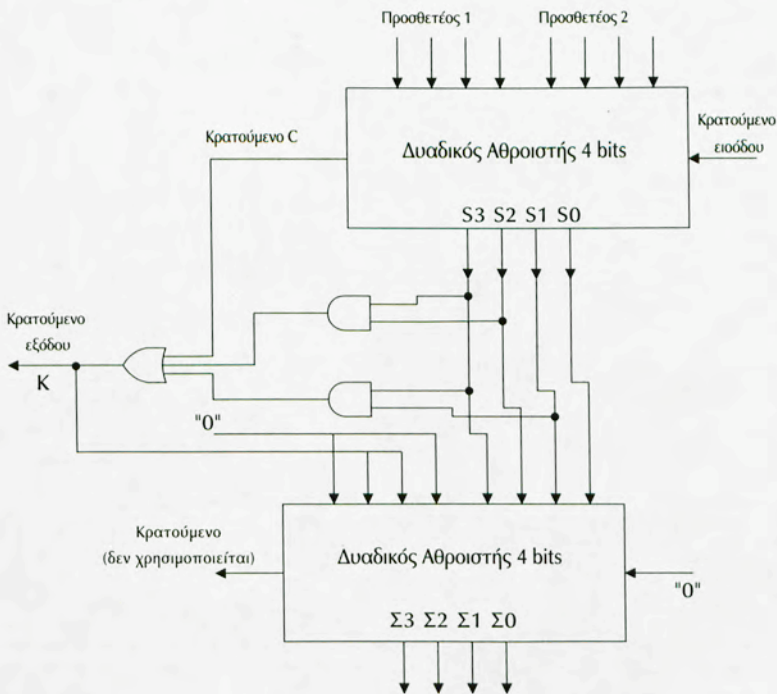 Προσθετέος 1
Προσθετέος 2
Κρατούμενο C
Δυαδικός Αθροιστής 4 bits
Κρατούμενο
ειοόδου
S3 S2 S1 S0
Κρατούμενο
εξόδου
K
"0"
Κρατούμενο
(δεν χρησιμοποιείται)
Δυαδικός Αθροιστής 4 bits
"0"
Σ3 Σ2 Σ1 Σ0